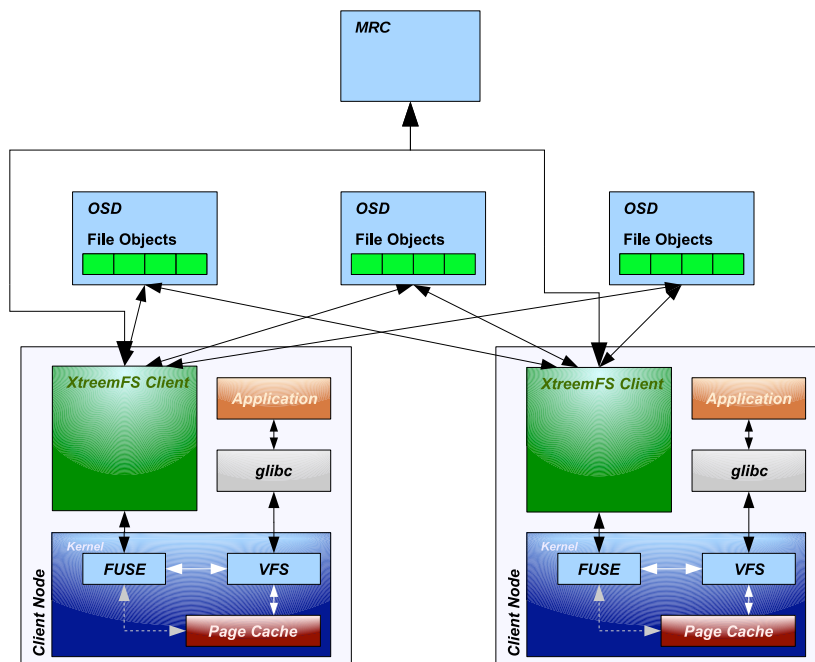 MRC
OSD
File Objects
OSD
File Objects
OSD
File Objects
XtreemFS Client
Application
glibc
Kernel
FUSE
VFS
Page Cache
Client Node
XtreemFS Client
Application
glibc
Kernel
FUSE
VFS
Page Cache
Client Node